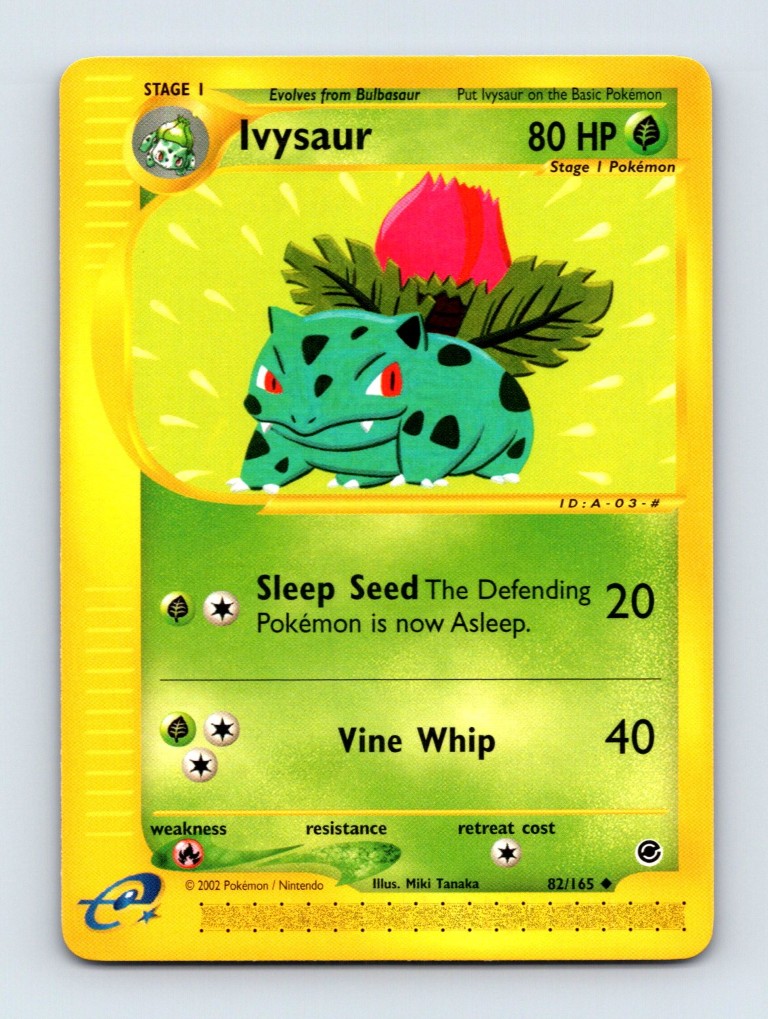 STAGE 1
Evolves from Bulbasaur
Put Ivysaur on the Basic Pokémon
Ivysaur
80 HP
Stage 1 Pokémon
ID:A-03-#
Sleep Seed The Defending
Pokémon is now Asleep.
20
Vine Whip
40
weakness
resistance
retreat cost
© 2002 Pokémon / Nintendo
Illus. Miki Tanaka
82/165
e